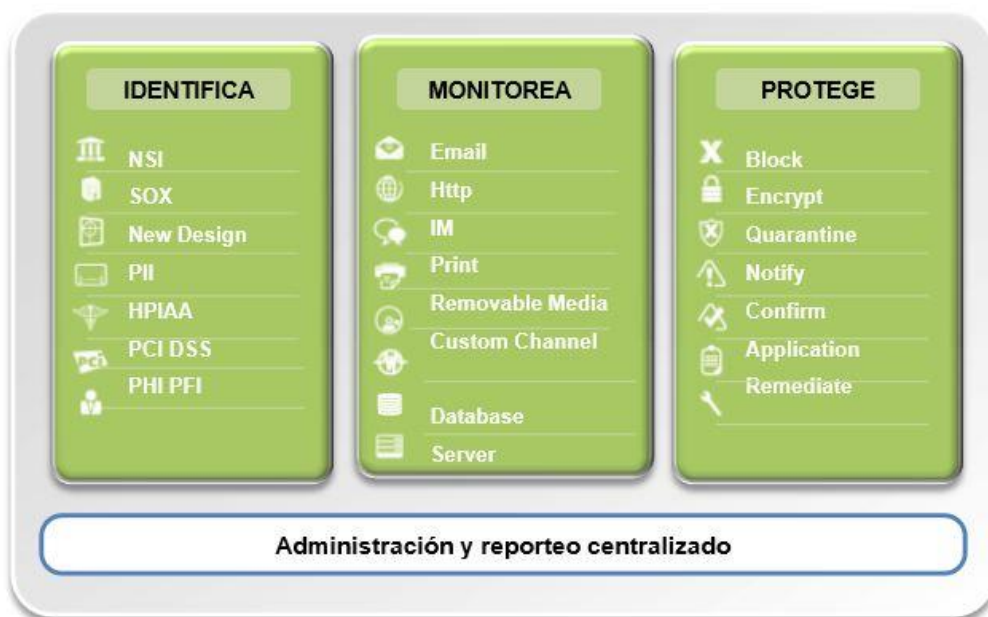 IDENTIFICA
NSI
SOX
New Design
PII
HPIAA
PCI DSS
PHI PFI
PCI
MONITOREA
Email
Http
IM
Print
Removable Media
Custom Channel
Database
Server
PROTEGE
Block
Encrypt
Quarantine
Notify
Confirm
Application
Remediate
Administración y reporteo centralizado